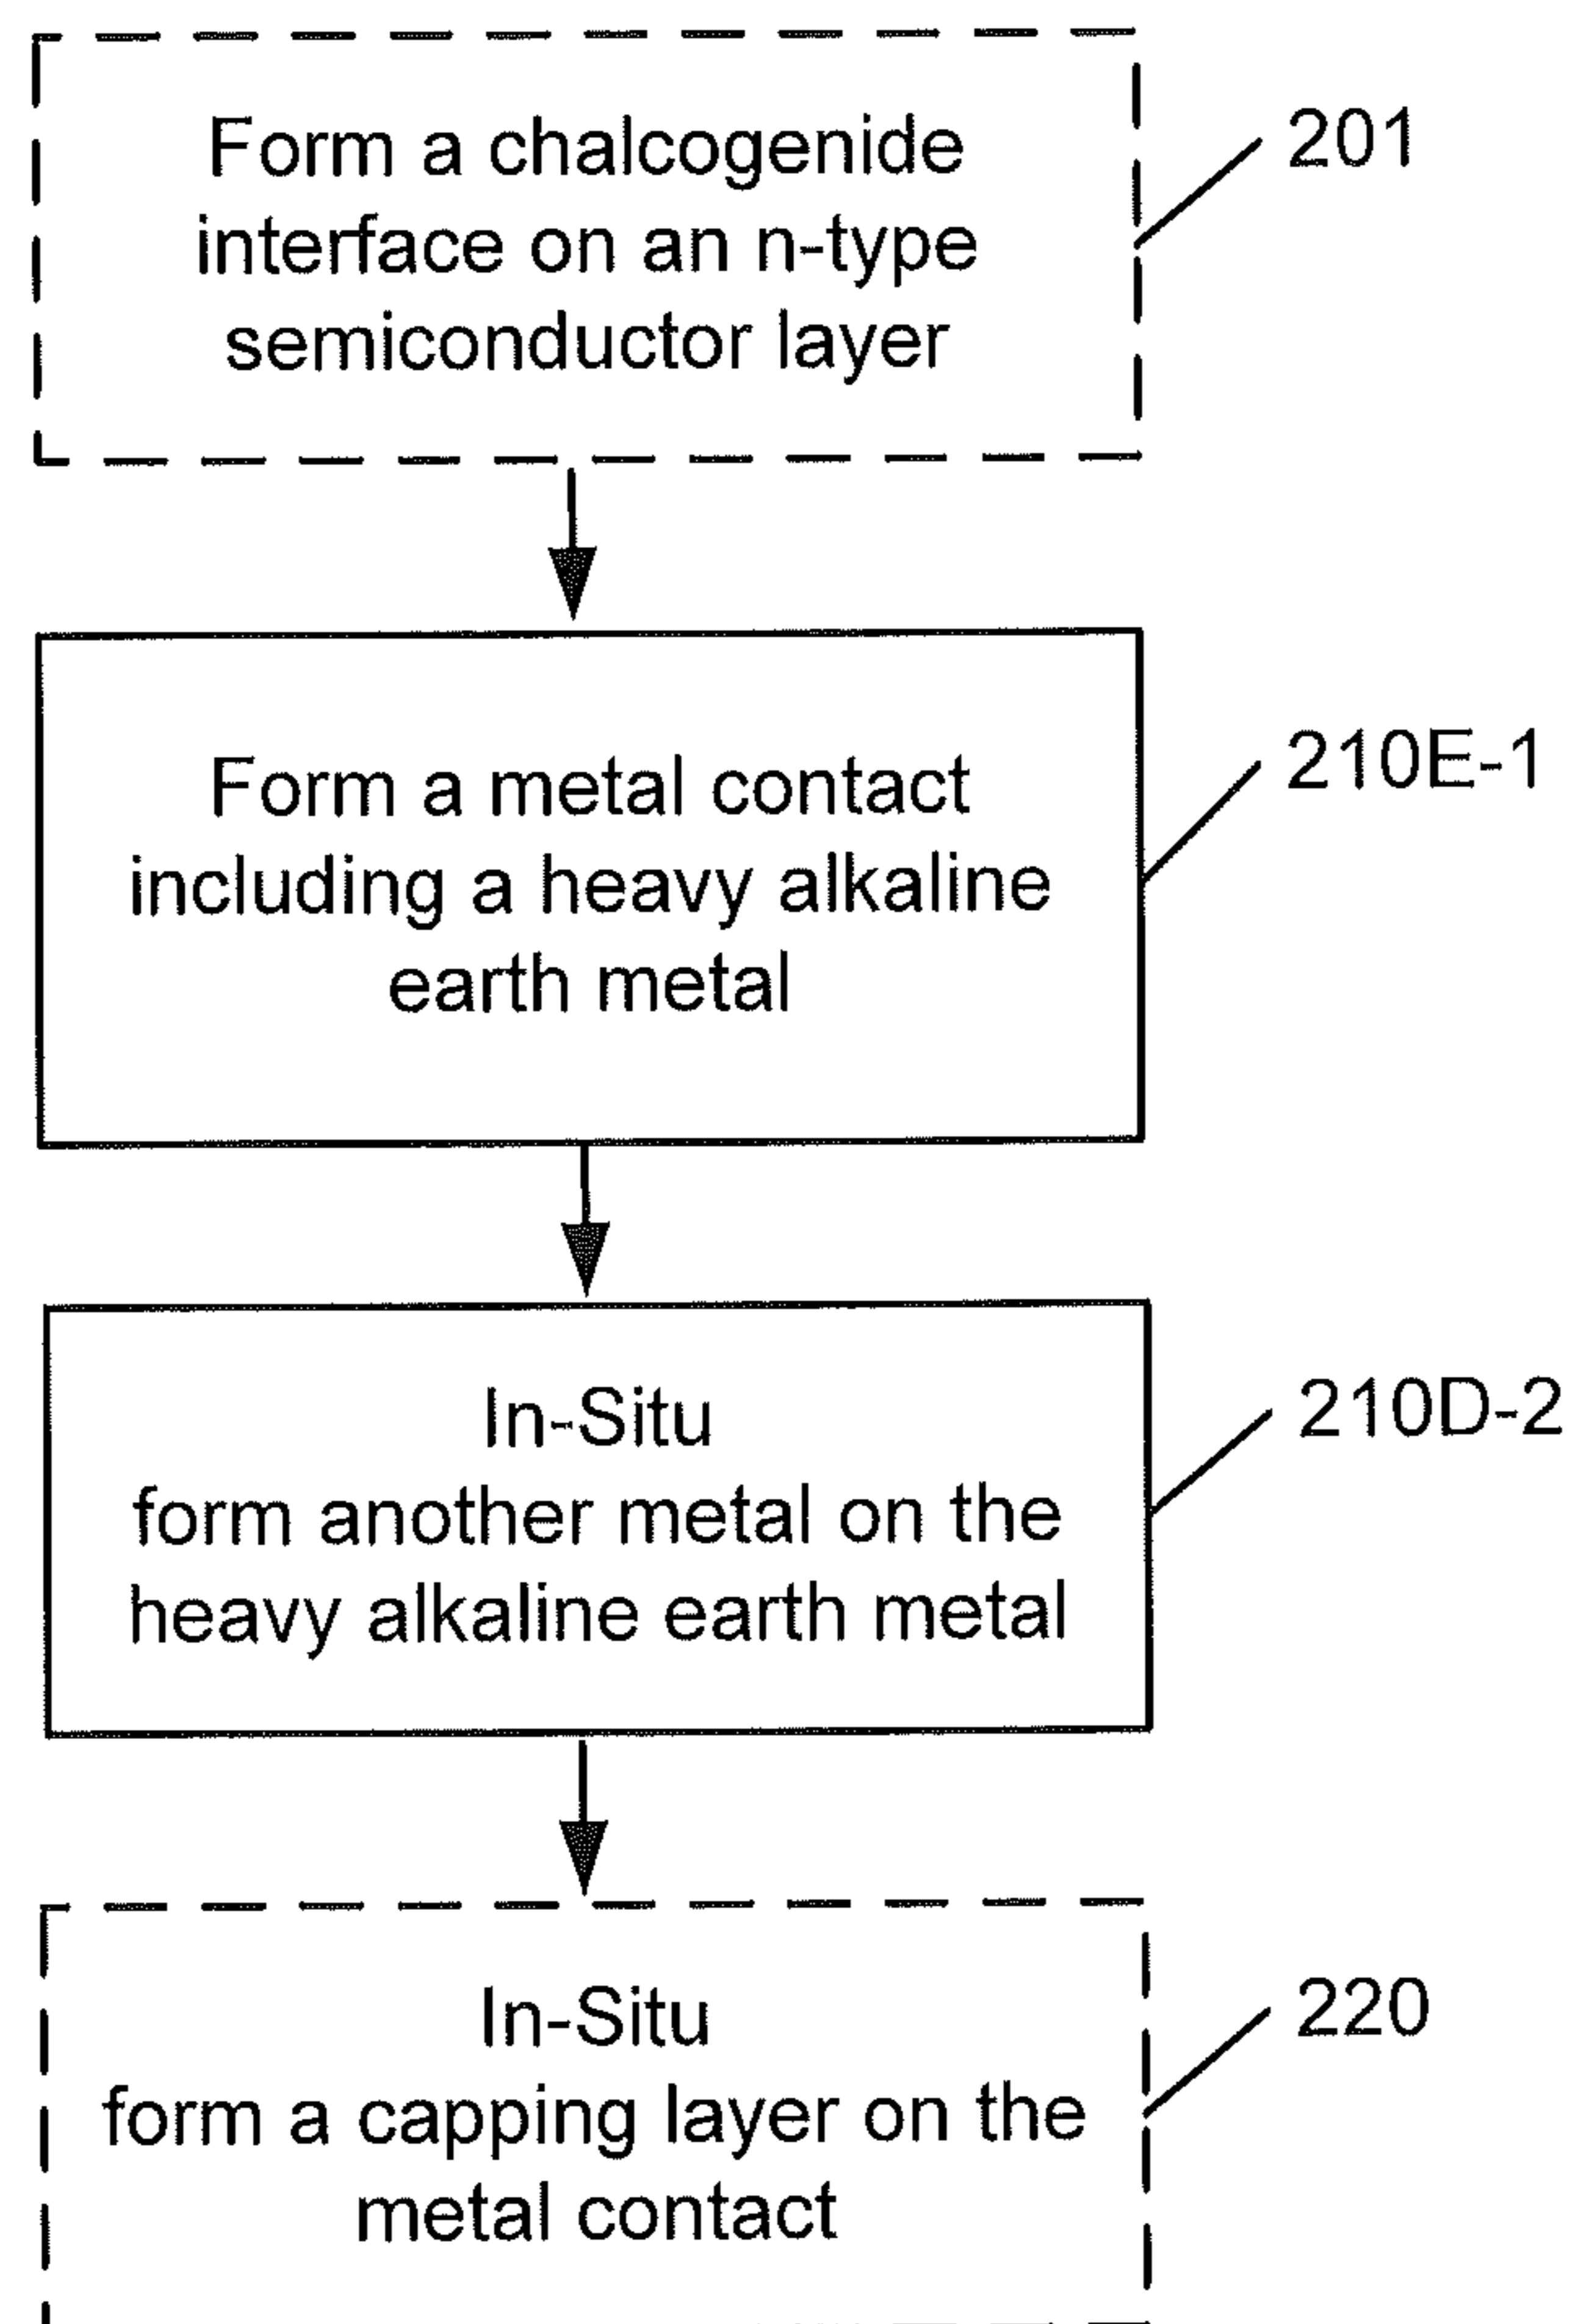 Form a chalcogenide
interface on an n-type
semiconductor layer
201
Form a metal contact
including a heavy alkaline
earth metal
210E-1
In-Situ
form another metal on the
heavy alkaline earth metal
210D-2
In-Situ
form a capping layer on the
metal contact
220